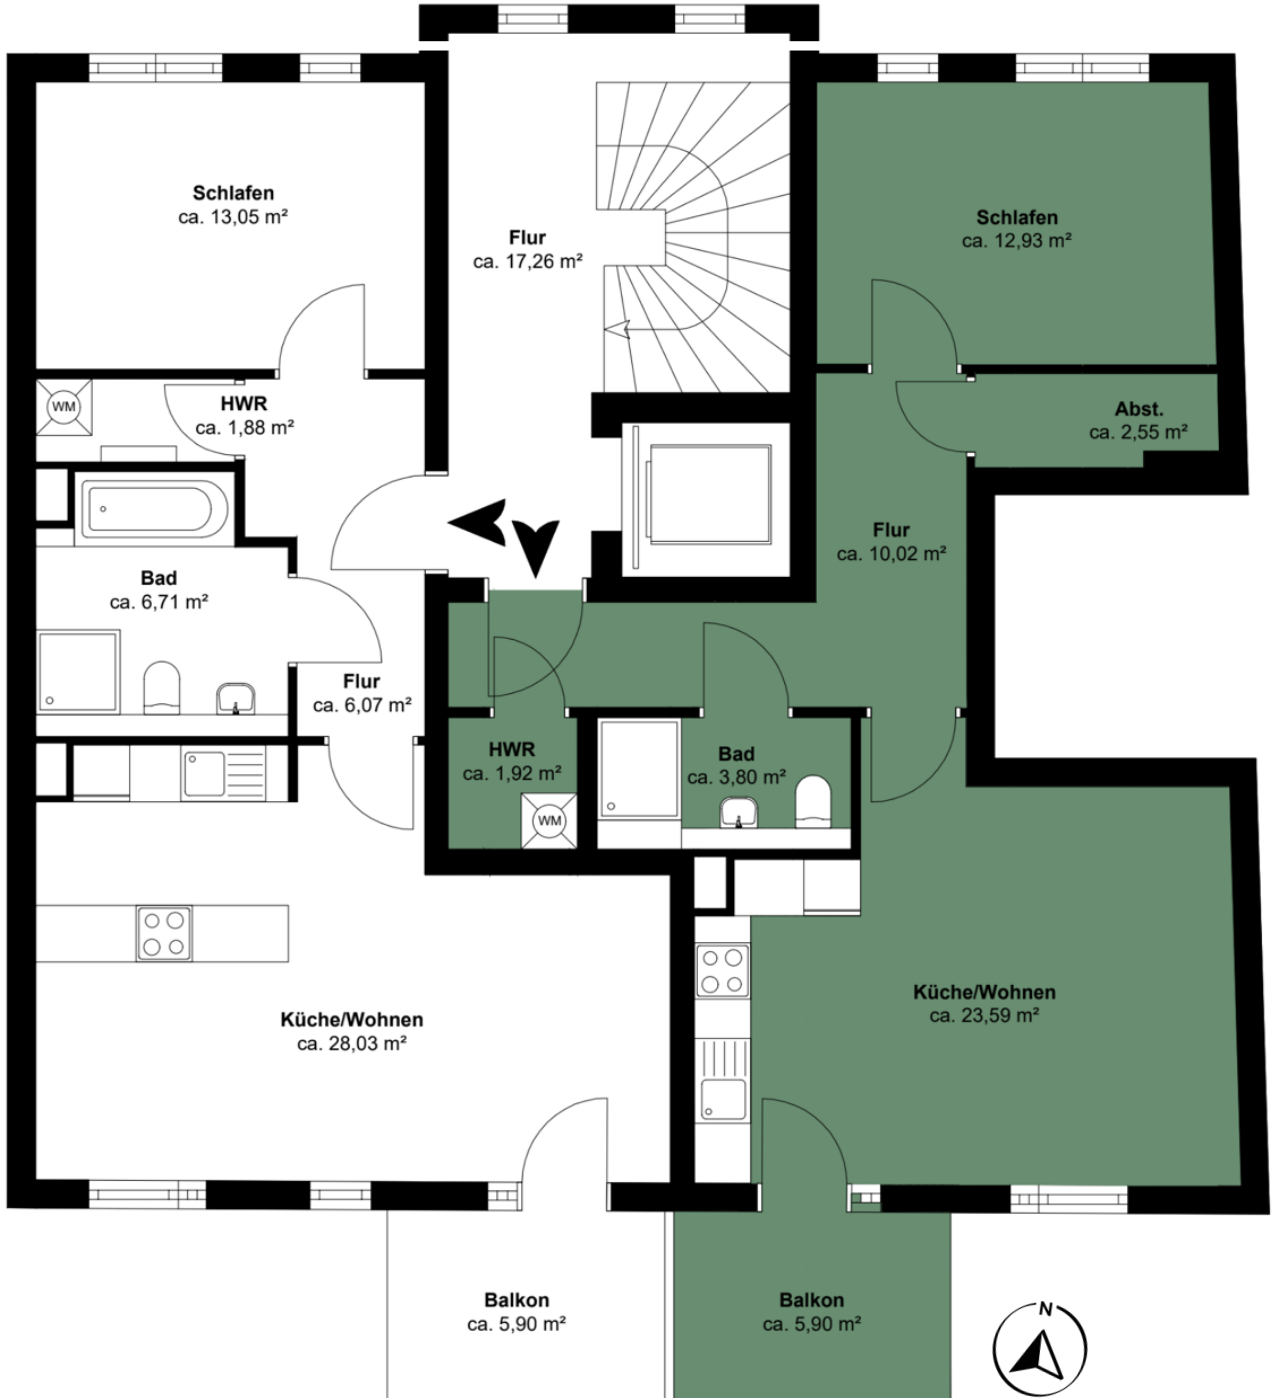 Schlafen
ca. 13,05 m²
Flur
ca. 17,26 m²
Schlafen
ca. 12,93 m²
WM
HWR
ca. 1,88 m²
Abst.
ca. 2,55 m²
Flur
ca. 10,02 m²
Bad
ca. 6,71 m²
Flur
ca. 6,07 m²
HWR
ca. 1,92 m²
WM
Bad
ca. 3,80 m²
Küche/Wohnen
ca. 28,03 m²
Küche/Wohnen
ca. 23,59 m²
Balkon
ca. 5,90 m²
Balkon
ca. 5,90 m²
N